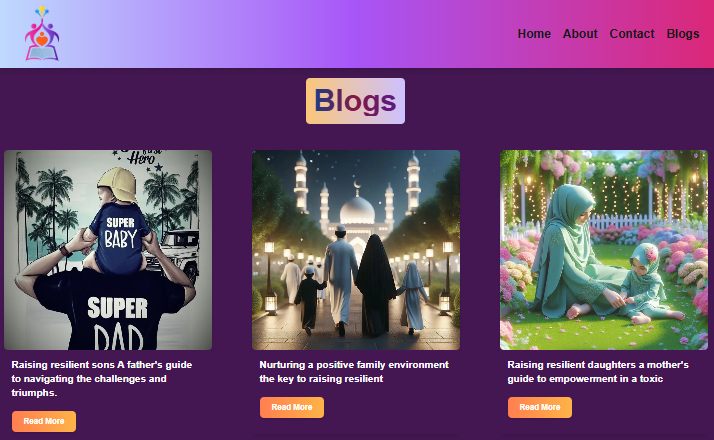 Home About Contact Blogs
Blogs
Hero
SUPER
BABY
SUPER
DAD
Raising resilient sons A father's guide
to navigating the challenges and
triumphs.
Read More
Nurturing a positive family environment
the key to raising resilient
Read More
Raising resilient daughters a mother's
guide to empowerment in a toxic
Read More